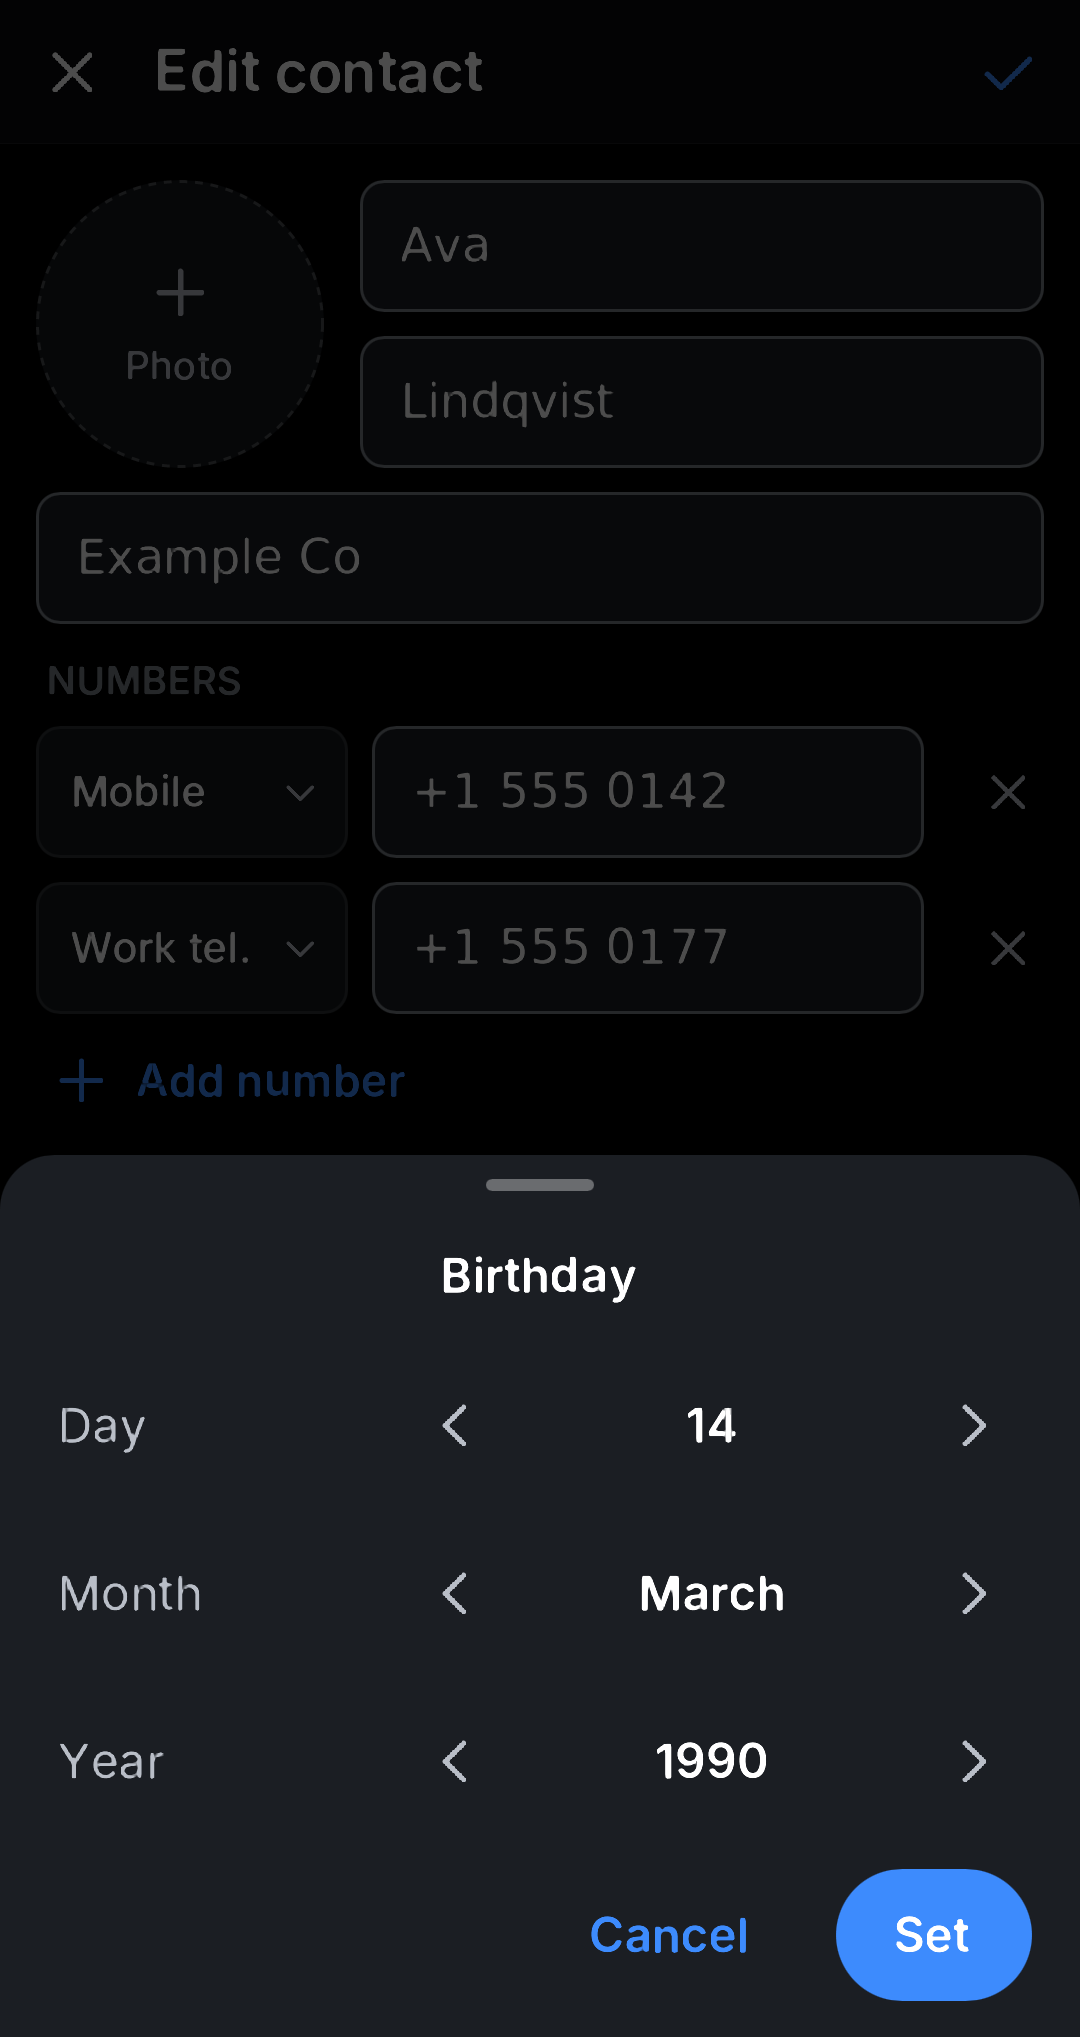 Edit contact
Photo
Ava
Lindqvist
Example Co
NUMBERS
Mobile
+1 555 0142
Work tel.
+1 555 0177
Add number
Birthday
Day
14
Month
March
Year
1990
Cancel
Set